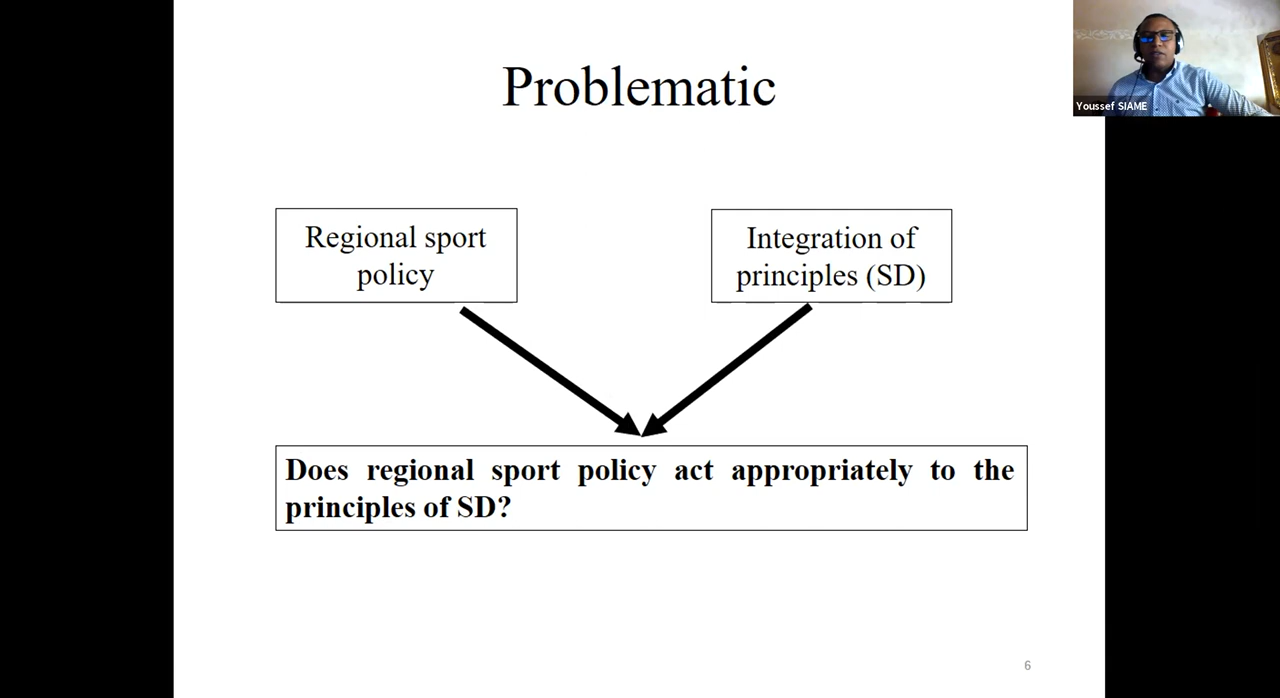 Problematic
Youssef SIAME
Regional sport
policy
Integration of
principles (SD)
Does regional sport policy act appropriately to the
principles of SD?
6